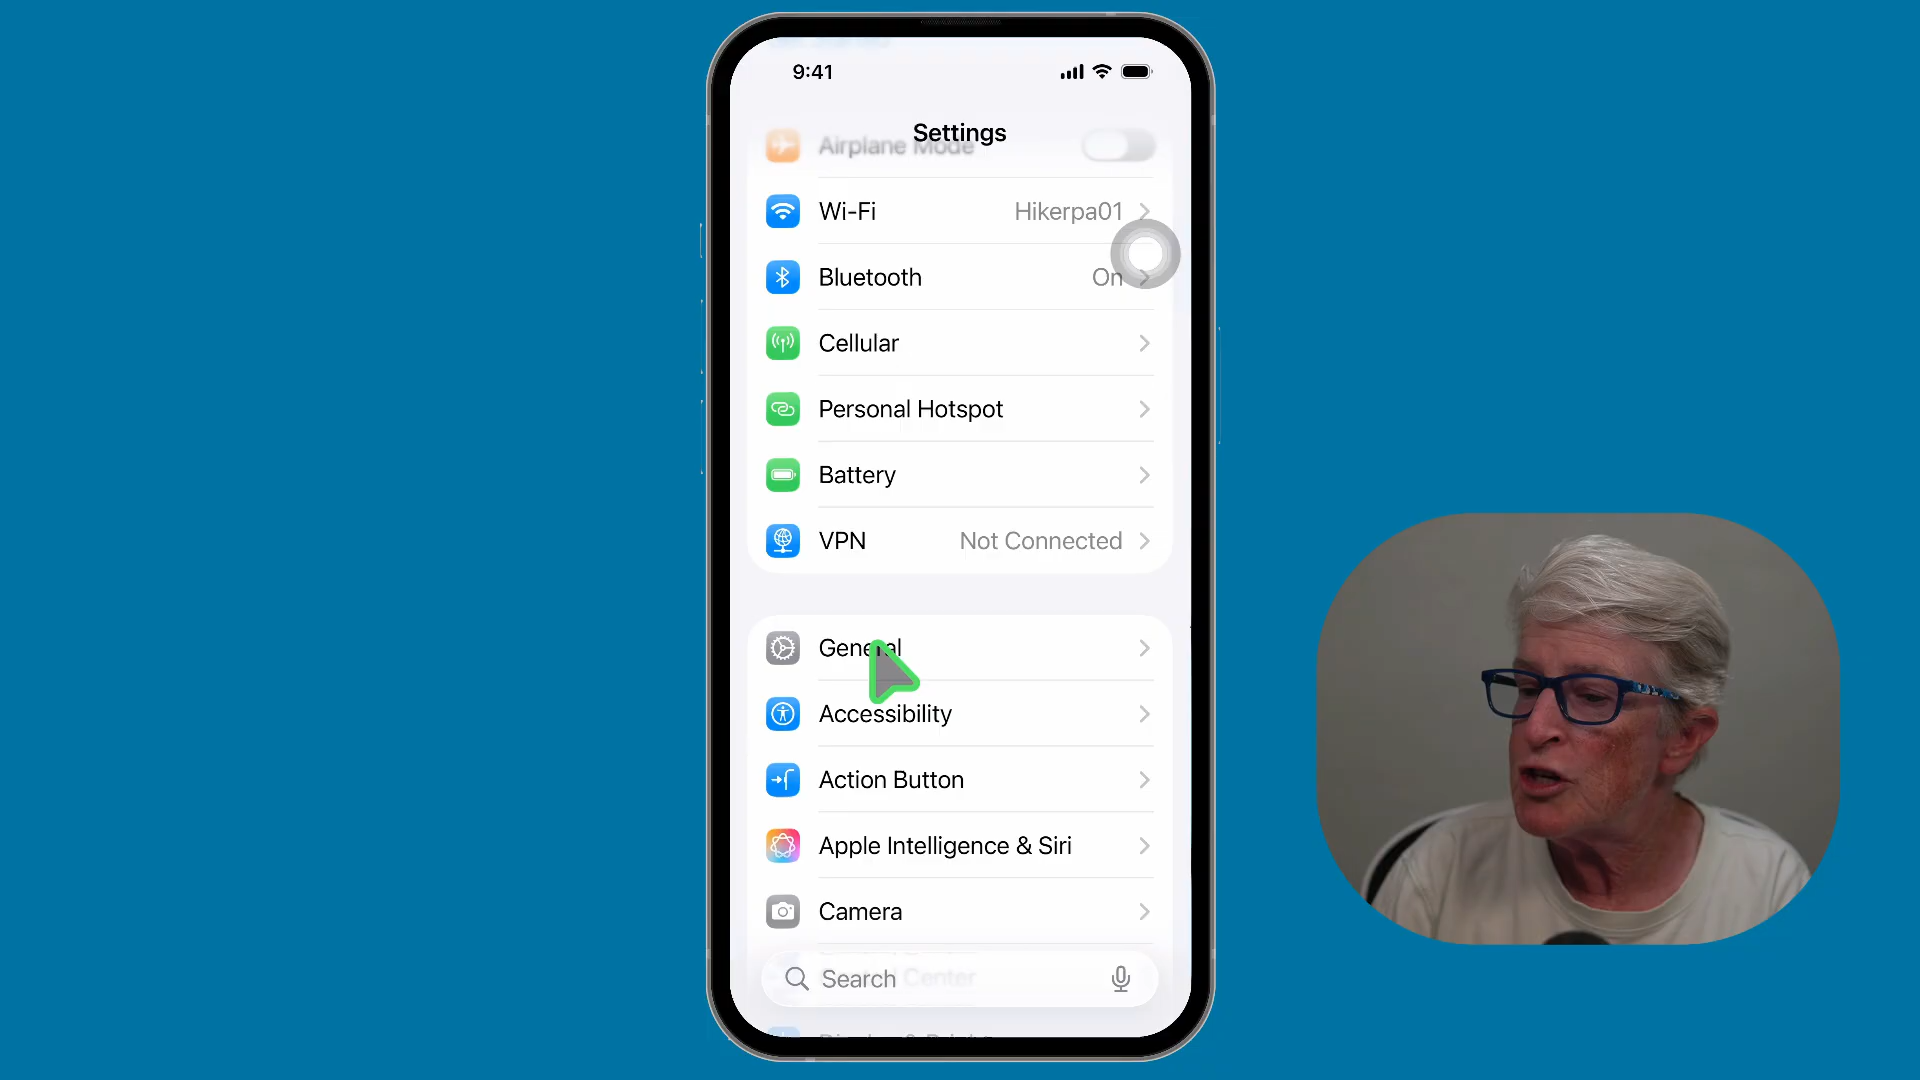 9:41
Settings
Airplane Mode
Wi-Fi Hikerpa01
Bluetooth On
Cellular
Personal Hotspot
Battery
VPN Not Connected
General
Accessibility
Action Button
Apple Intelligence & Siri
Camera
Search
Center